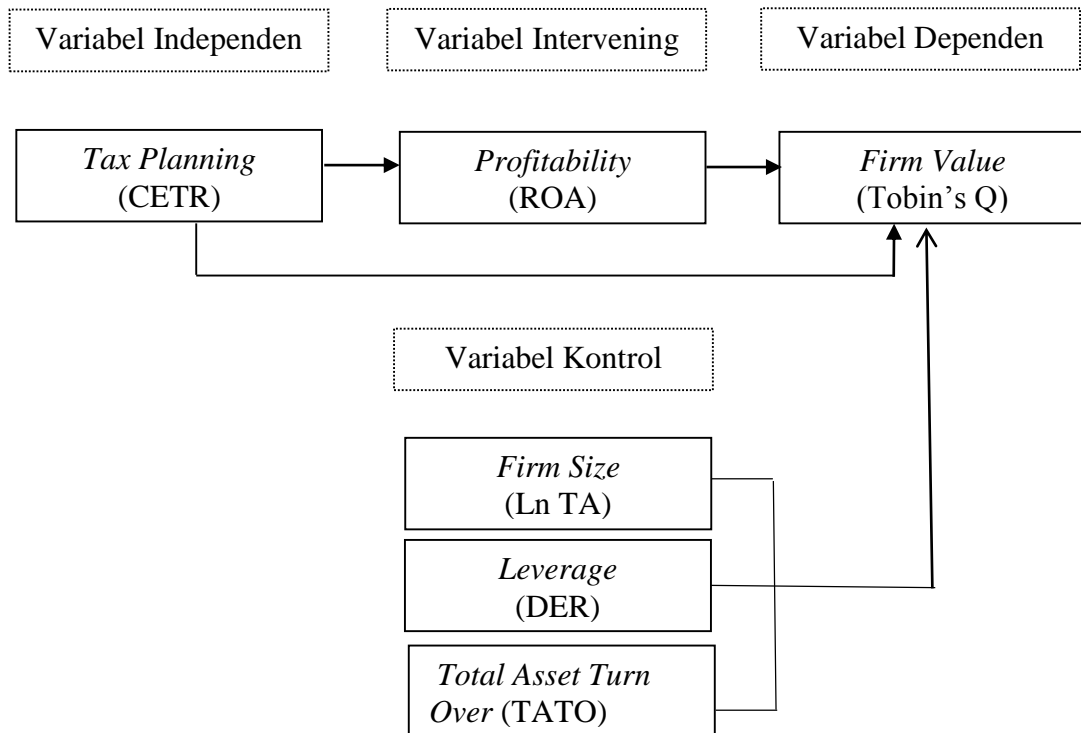 Variabel Independen
Variabel Intervening
Variabel Dependen
Tax Planning
(CETR)
Profitability
(ROA)
Firm Value
(Tobin’s Q)
Variabel Kontrol
Firm Size
(Ln TA)
Leverage
(DER)
Total Asset Turn
Over (TATO)